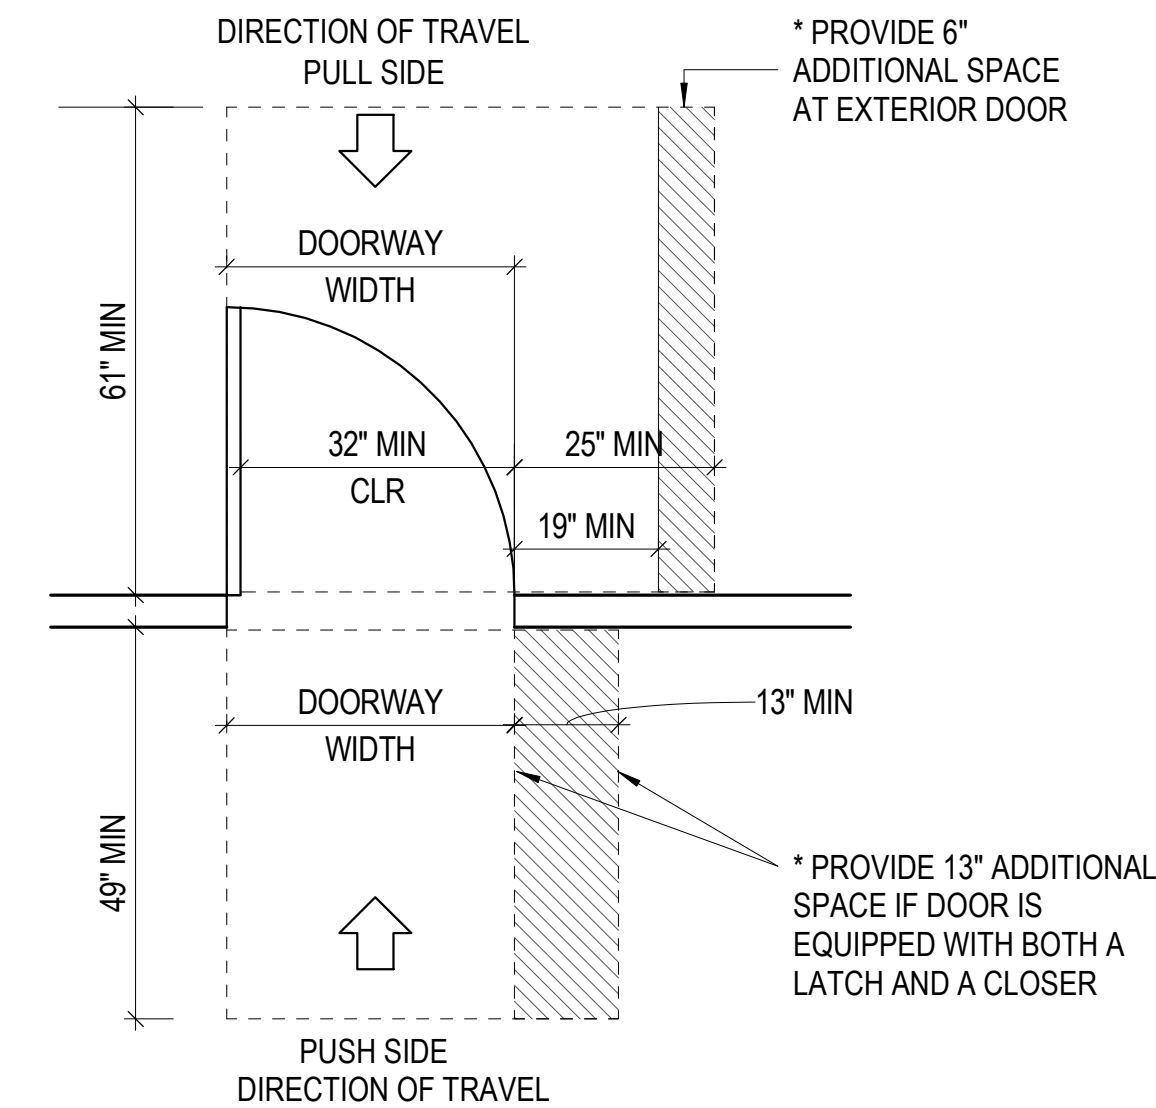 DIRECTION OF TRAVEL
PULL SIDE
* PROVIDE 6"
ADDITIONAL SPACE
AT EXTERIOR DOOR
DOORWAY
WIDTH
61" MIN
32" MIN
CLR
25" MIN
19" MIN
DOORWAY
WIDTH
13" MIN
49" MIN
* PROVIDE 13" ADDITIONAL
SPACE IF DOOR IS
EQUIPPED WITH BOTH A
LATCH AND A CLOSER
PUSH SIDE
DIRECTION OF TRAVEL